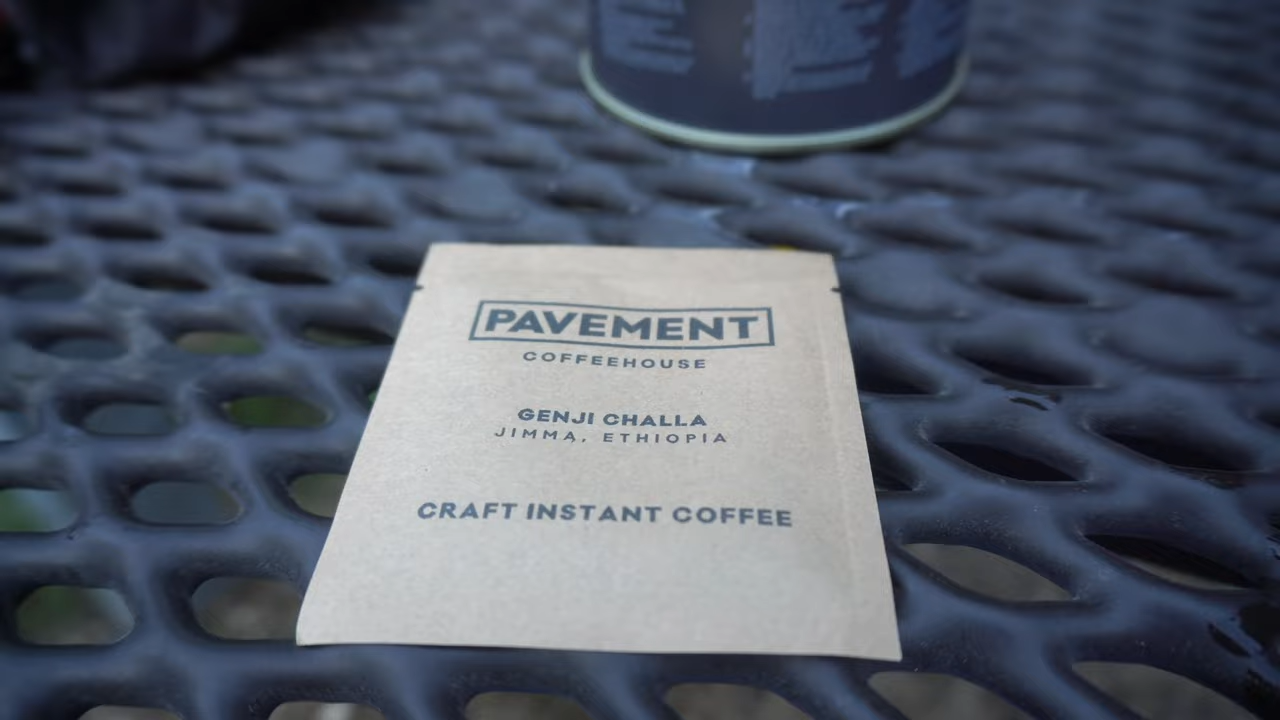 PAVEMENT
COFFEEHOUSE
GENJI CHALLA
JIMMA, ETHIOPIA
CRAFT INSTANT COFFEE